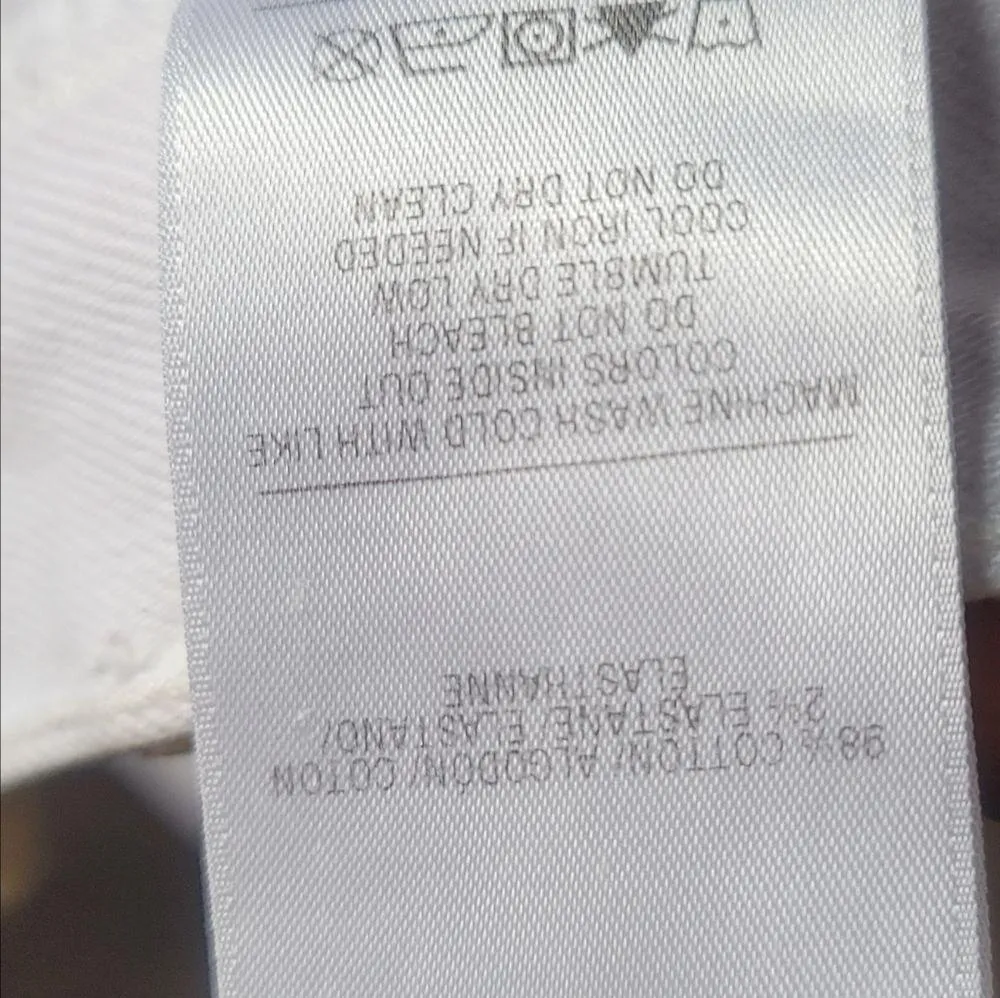 98% COTTON/ ALGODÓN/ COTON
2% ELASTANE/ ELASTANO/
ELASTHANNE
MACHINE WASH COLD WITH LIKE
COLORS INSIDE OUT
DO NOT BLEACH
TUMBLE DRY LOW
COOL IRON IF NEEDED
DO NOT DRY CLEAN